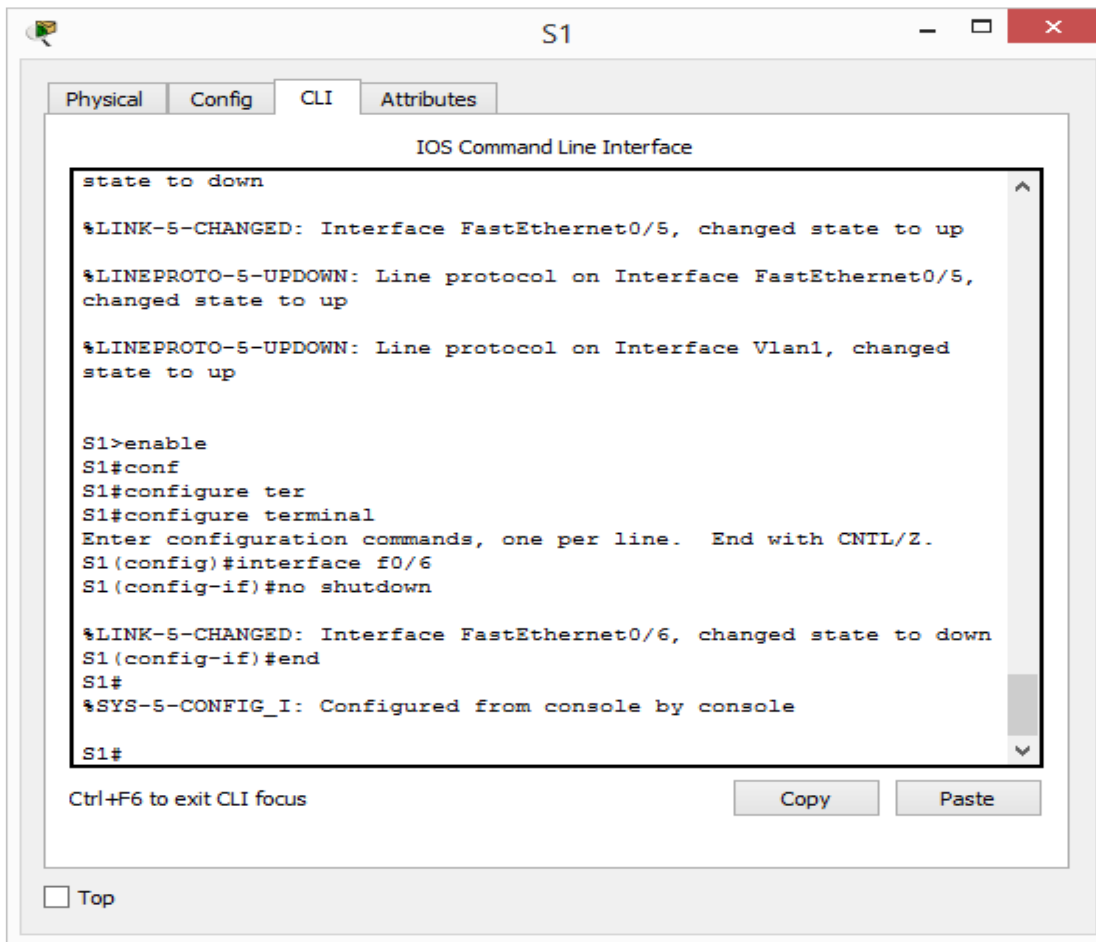 S1
Physical
Config
CLI
Attributes
IOS Command Line Interface
state to down
%LINK-5-CHANGED: Interface FastEthernet0/5, changed state to up
%LINEPROTO-5-UPDOWN: Line protocol on Interface FastEthernet0/5,
changed state to up
%LINEPROTO-5-UPDOWN: Line protocol on Interface Vlan1, changed
state to up
S1>enable
S1#conf
S1#configure ter
S1#configure terminal
Enter configuration commands, one per line.  End with CNTL/Z.
S1(config)#interface f0/6
S1(config-if)#no shutdown
%LINK-5-CHANGED: Interface FastEthernet0/6, changed state to down
S1(config-if)#end
S1#
%SYS-5-CONFIG_I: Configured from console by console
S1#
Ctrl+F6 to exit CLI focus
Copy
Paste
Top